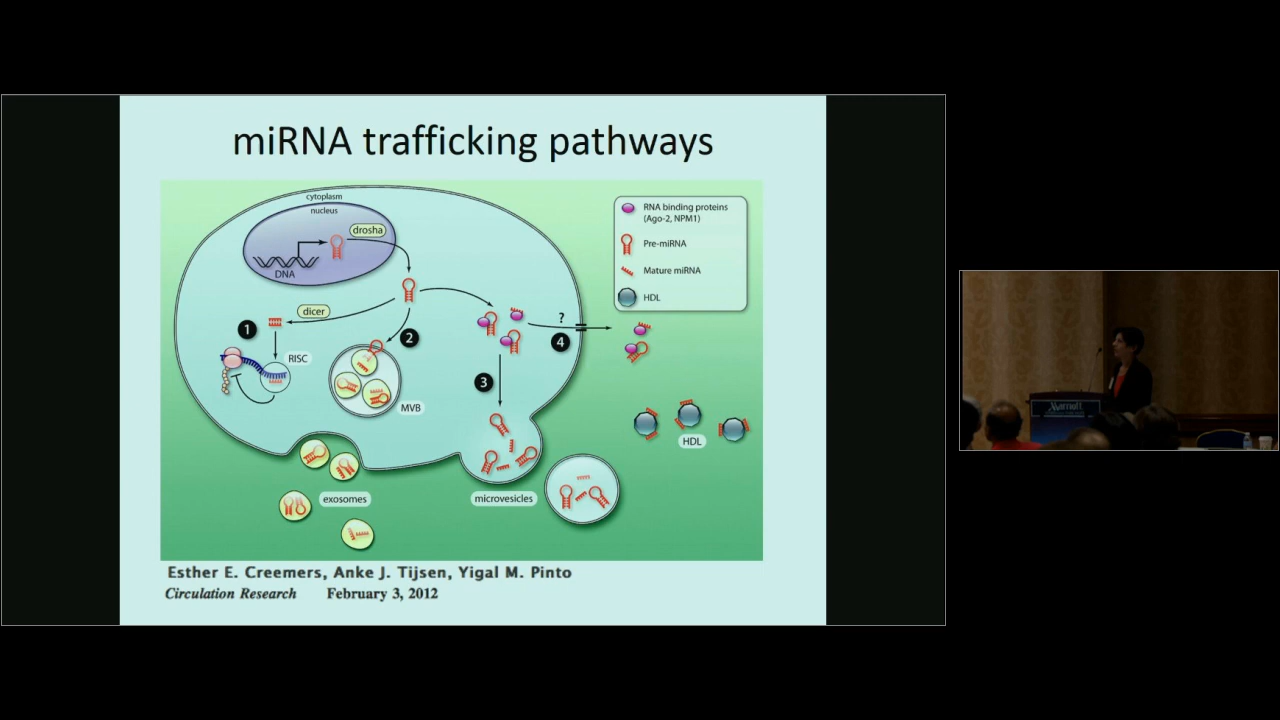 miRNA trafficking pathways
cytoplasm
nucleus
drosha
DNA
dicer
1
RISC
2
MVB
3
?
4
exosomes
microvesicles
HDL
RNA binding proteins
(Ago-2, NPM1)
Pre-miRNA
Mature miRNA
HDL
Esther E. Creemers, Anke J. Tijsen, Yigal M. Pinto
Circulation Research February 3, 2012
Marriott